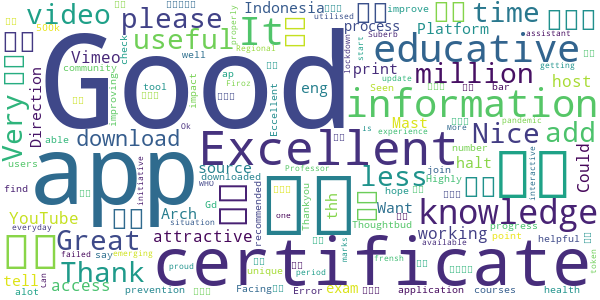 Good
app
certificate
Excellent
information
knowledge
educative
million
useful
It
please
video
time
Very
Great
Thank
Nice
add
less
download
Indonesia
Vimeo
Direction
YouTube
Platform
process
print
host
halt
Mast
eng
source
Arch
attractive
access
working
Could
Want
exam
tell
thh
Seen
bar
community
improving
tool
check
update
Regional
Firoz
ap
well
impact
500k
properly
utilised
improve
lockdown
start
Suberb
assistant
getting
is
experience
More
pandemic
number
join
able
users
find
initiative
Ok
WHO
downloaded
Professor
Highly
recommended
Thankyou
hope
interactive
Gd
situation
one
Thoughtbud
progress
helpful
point
alot
say
failed
can
everyday
emerging
prevention
proud
Facing
period
unique
Error
marks
frensh
application
available
courses
health
token